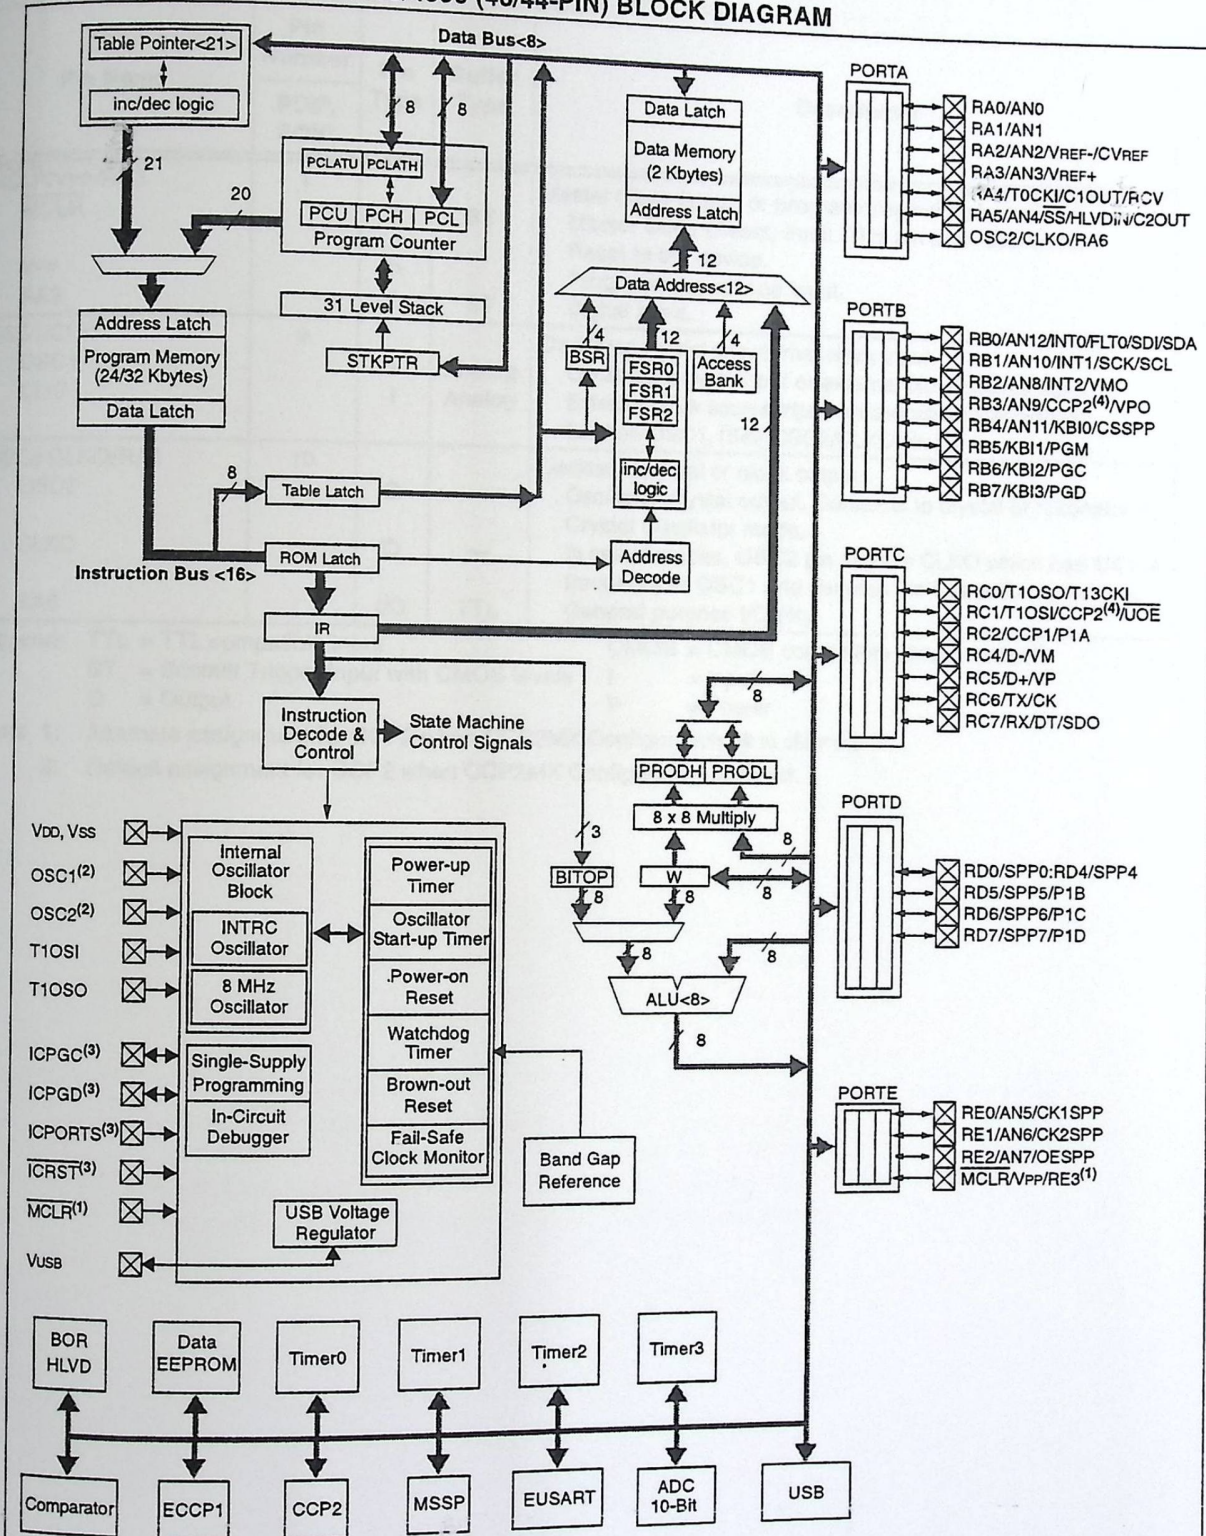 (40/44-PIN) BLOCK DIAGRAM
Data Bus<8>
Table Pointer<21>
inc/dec logic
21
20
8
8
PCLATU PCLATH
PCU PCH PCL
Program Counter
31 Level Stack
STKPTR
Address Latch
Program Memory
(24/32 Kbytes)
Data Latch
8
Table Latch
ROM Latch
Instruction Bus <16>
IR
Instruction
Decode &
Control
State Machine
Control Signals
Data Latch
Data Memory
(2 Kbytes)
Address Latch
12
Data Address<12>
4
12
4
BSR
FSR0
FSR1
FSR2
Access
Bank
12
inc/dec
logic
Address
Decode
8
PRODH PRODL
8 x 8 Multiply
3
8
BITOP
W
8
8
8
8
8
ALU<8>
8
PORTA
RA0/AN0
RA1/AN1
RA2/AN2/VREF-/CVREF
RA3/AN3/VREF+
RA4/T0CKI/C1OUT/RCV
RA5/AN4/SS/HLVDIN/C2OUT
OSC2/CLKO/RA6
PORTB
RB0/AN12/INT0/FLT0/SDI/SDA
RB1/AN10/INT1/SCK/SCL
RB2/AN8/INT2/VMO
RB3/AN9/CCP2(4)/VPO
RB4/AN11/KBI0/CSSPP
RB5/KBI1/PGM
RB6/KBI2/PGC
RB7/KBI3/PGD
PORTC
RC0/T1OSO/T13CKI
RC1/T1OSI/CCP2(4)/UOE
RC2/CCP1/P1A
RC4/D-/VM
RC5/D+/VP
RC6/TX/CK
RC7/RX/DT/SDO
PORTD
RD0/SPP0:RD4/SPP4
RD5/SPP5/P1B
RD6/SPP6/P1C
RD7/SPP7/P1D
PORTE
RE0/AN5/CK1SPP
RE1/AN6/CK2SPP
RE2/AN7/OESPP
MCLR/VPP/RE3(1)
VDD, VSS
OSC1(2)
OSC2(2)
T1OSI
T1OSO
ICPGC(3)
ICPGD(3)
ICPORTS(3)
ICRST(3)
MCLR(1)
VUSB
Internal
Oscillator
Block
INTRC
Oscillator
8 MHz
Oscillator
Single-Supply
Programming
In-Circuit
Debugger
Power-up
Timer
Oscillator
Start-up Timer
Power-on
Reset
Watchdog
Timer
Brown-out
Reset
Fail-Safe
Clock Monitor
USB Voltage
Regulator
Band Gap
Reference
BOR
HLVD
Data
EEPROM
Timer0
Timer1
Timer2
Timer3
Comparator
ECCP1
CCP2
MSSP
EUSART
ADC
10-Bit
USB